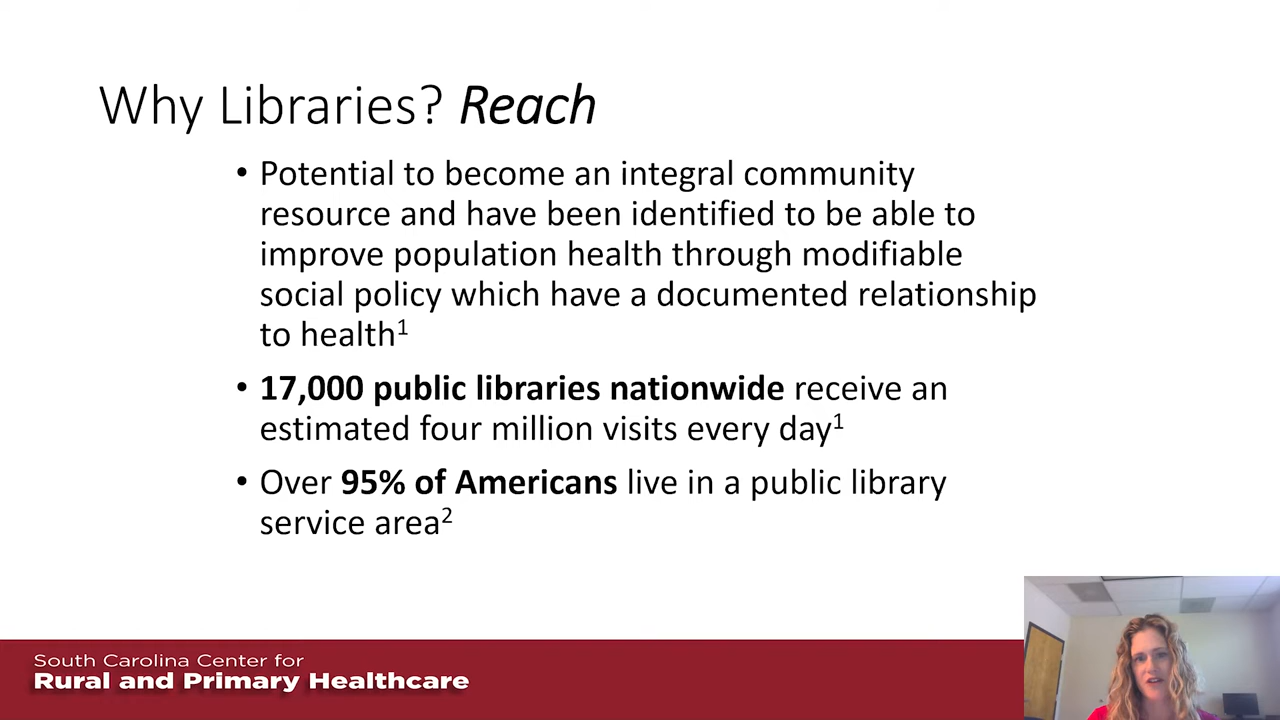 Why Libraries? Reach
• Potential to become an integral community
resource and have been identified to be able to
improve population health through modifiable
social policy which have a documented relationship
to health¹
• 17,000 public libraries nationwide receive an
estimated four million visits every day¹
• Over 95% of Americans live in a public library
service area²
South Carolina Center for
Rural and Primary Healthcare